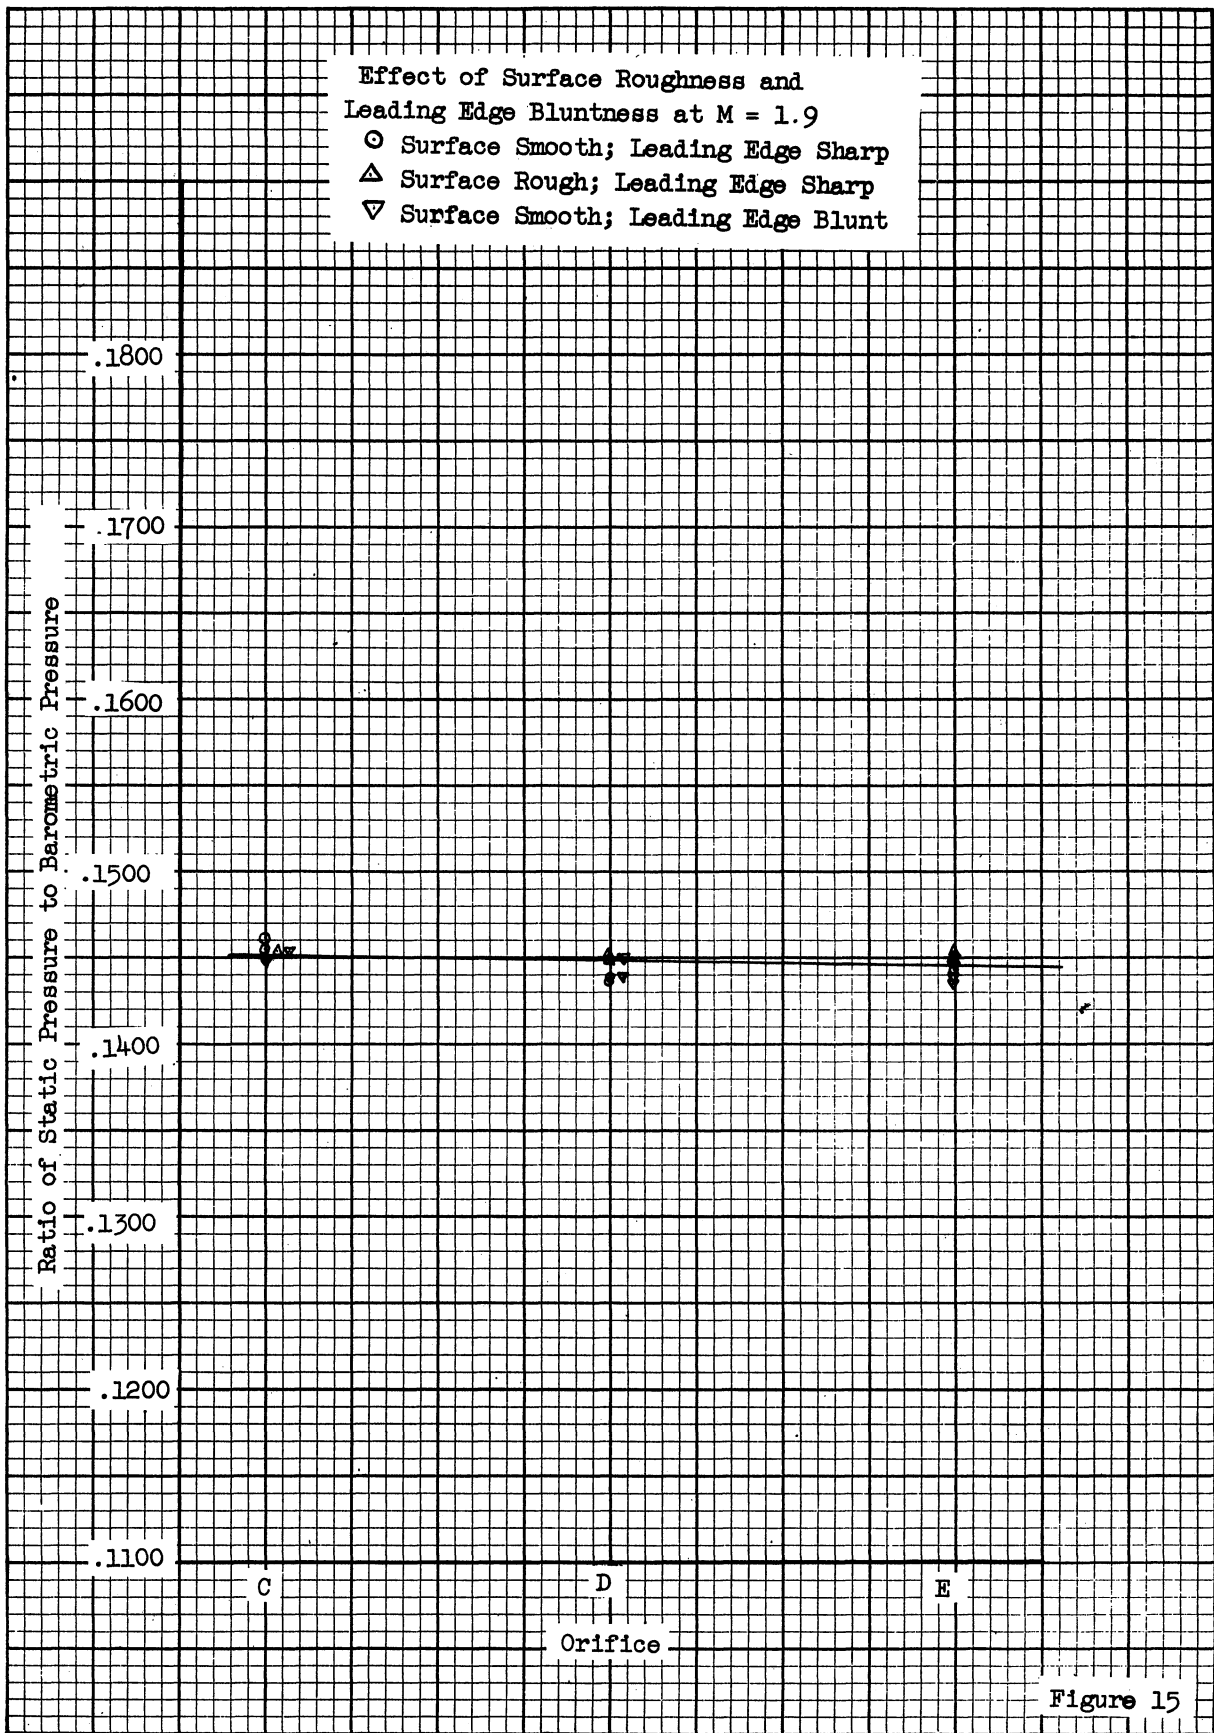 Effect of Surface Roughness and
Leading Edge Bluntness at M = 1.9
Surface Smooth; Leading Edge Sharp
Surface Rough; Leading Edge Sharp
Surface Smooth; Leading Edge Blunt
Ratio of Static Pressure to Barometric Pressure
.1800
.1700
.1600
.1500
.1400
.1300
.1200
.1100
C D E
Orifice
Figure 15